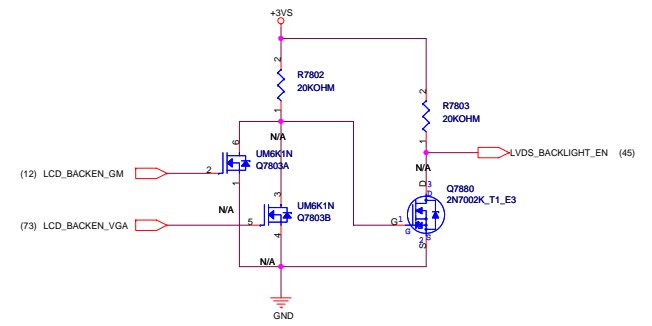 +3VS
2
R7802
20KOHM
1
2
R7803
20KOHM
1
N/A
6
UM6K1N
Q7803A
(12) LCD_BACKEN_GM
2
1
LVDS_BACKLIGHT_EN (45)
N/A
D
3
D
Q7880
2N7002K_T1_E3
N/A
3
UM6K1N
Q7803B
(73) LCD_BACKEN_VGA
5
4
G
1
G
2
S
S
N/A
GND